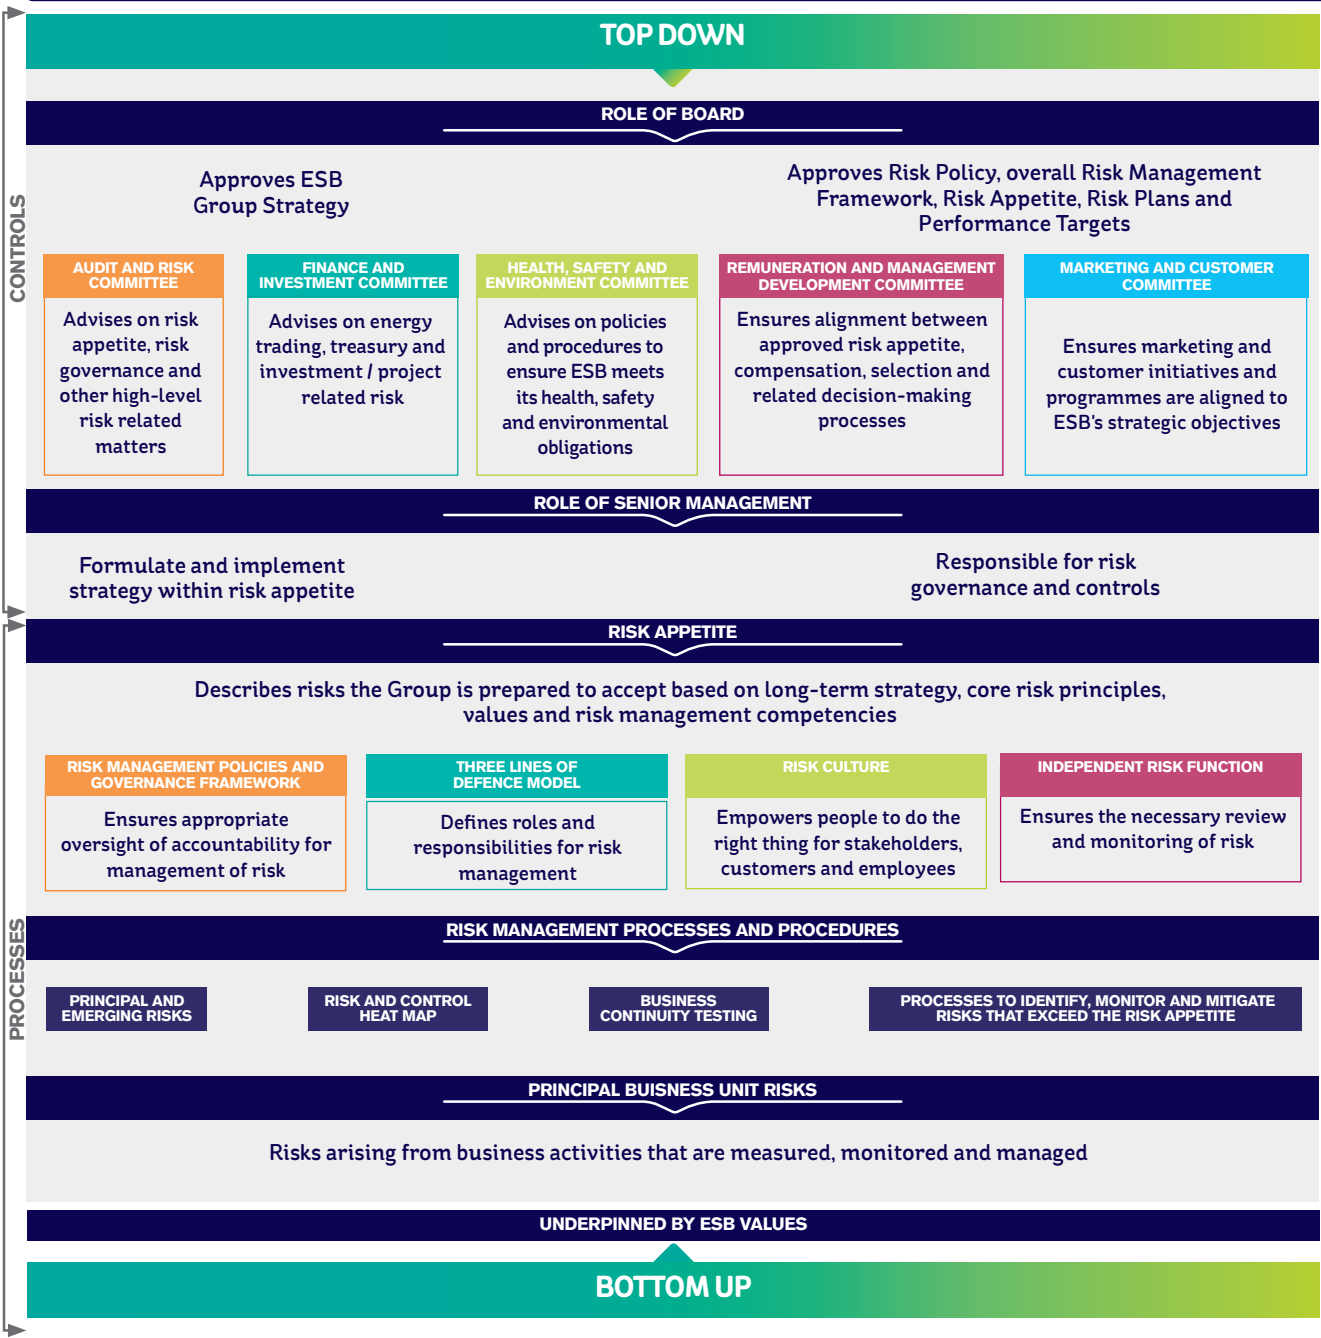 TOP DOWN
ROLE OF BOARD
Approves ESB
Group Strategy
Approves Risk Policy, overall Risk Management
Framework, Risk Appetite, Risk Plans and
Performance Targets
CONTROLS
AUDIT AND RISK
COMMITTEE
Advises on risk
appetite, risk
governance and
other high-level
risk related
matters
FINANCE AND
INVESTMENT COMMITTEE
Advises on energy
trading, treasury and
investment / project
related risk
HEALTH, SAFETY AND
ENVIRONMENT COMMITTEE
Advises on policies
and procedures to
ensure ESB meets
its health, safety
and environmental
obligations
REMUNERATION AND MANAGEMENT
DEVELOPMENT COMMITTEE
Ensures alignment between
approved risk appetite,
compensation, selection and
related decision-making
processes
MARKETING AND CUSTOMER
COMMITTEE
Ensures marketing and
customer initiatives and
programmes are aligned to
ESB's strategic objectives
ROLE OF SENIOR MANAGEMENT
Formulate and implement
strategy within risk appetite
Responsible for risk
governance and controls
RISK APPETITE
Describes risks the Group is prepared to accept based on long-term strategy, core risk principles,
values and risk management competencies
RISK MANAGEMENT POLICIES AND
GOVERNANCE FRAMEWORK
Ensures appropriate
oversight of accountability for
management of risk
THREE LINES OF
DEFENCE MODEL
Defines roles and
responsibilities for risk
management
RISK CULTURE
Empowers people to do the
right thing for stakeholders,
customers and employees
INDEPENDENT RISK FUNCTION
Ensures the necessary review
and monitoring of risk
PROCESSES
RISK MANAGEMENT PROCESSES AND PROCEDURES
PRINCIPAL AND
EMERGING RISKS
RISK AND CONTROL
HEAT MAP
BUSINESS
CONTINUITY TESTING
PROCESSES TO IDENTIFY, MONITOR AND MITIGATE
RISKS THAT EXCEED THE RISK APPETITE
PRINCIPAL BUISNESS UNIT RISKS
Risks arising from business activities that are measured, monitored and managed
UNDERPINNED BY ESB VALUES
BOTTOM UP